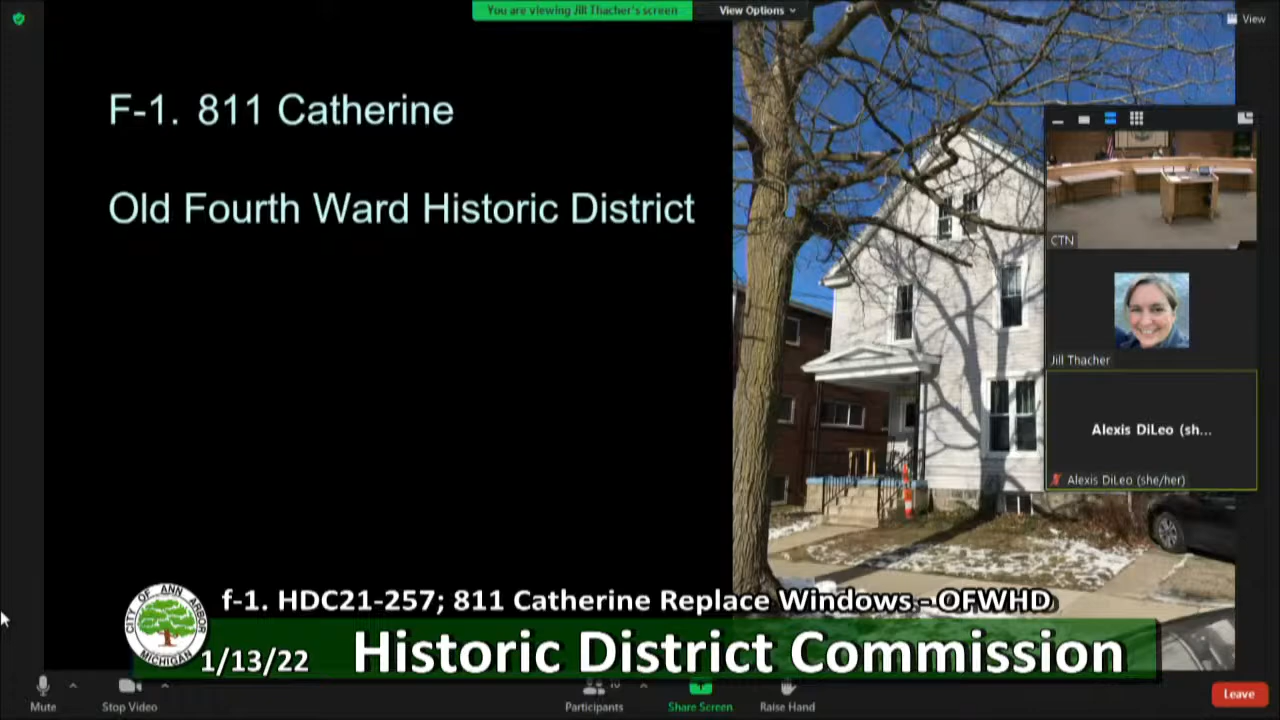 You are viewing Jill Thacher's screen
View Options
View
F-1. 811 Catherine
Old Fourth Ward Historic District
CTN
Jill Thacher
Alexis DiLeo (sh...
Alexis DiLeo (she/her)
CITY OF ANN ARBOR
MICHIGAN
f-1. HDC21-257; 811 Catherine Replace Windows - OFWHD
1/13/22
Historic District Commission
Mute
Stop Video
Participants
Share Screen
Raise Hand
Leave